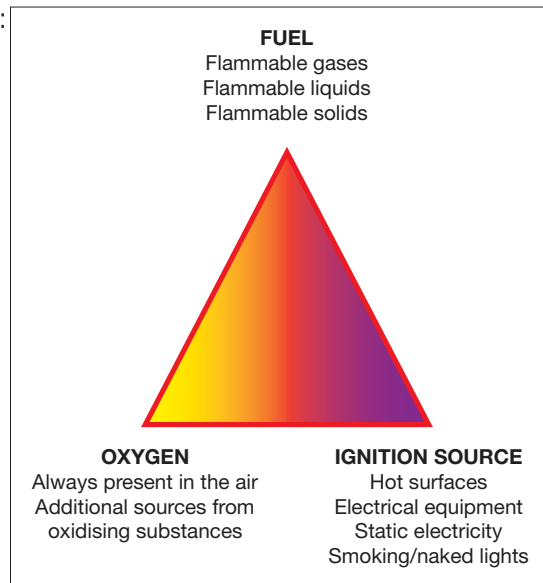 :
FUEL
Flammable gases
Flammable liquids
Flammable solids
OXYGEN
Always present in the air
Additional sources from
oxidising substances
IGNITION SOURCE
Hot surfaces
Electrical equipment
Static electricity
Smoking/naked lights